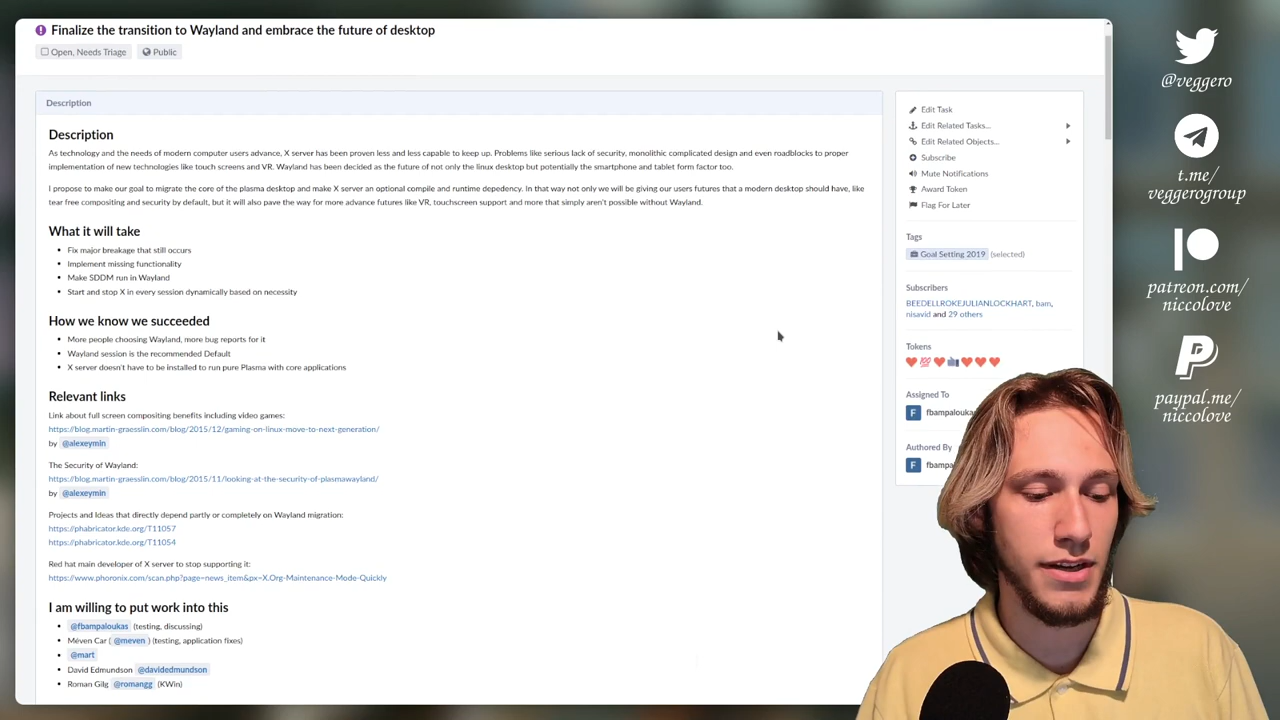 Finalize the transition to Wayland and embrace the future of desktop
Open, Needs Triage
Public
Description
Description
As technology and the needs of modern computer users advance, X server has been proven less and less capable to keep up. Problems like serious lack of security, monolithic complicated design and even roadblocks to proper
implementation of new technologies like touch screens and VR. Wayland has been decided as the future of not only the linux desktop but potentially the smartphone and tablet form factor too.
I propose to make our goal to migrate the core of the plasma desktop and make X server an optional compile and runtime depedency. In that way not only we will be giving our users futures that a modern desktop should have, like
tear free compositing and security by default, but it will also pave the way for more advance futures like VR, touchscreen support and more that simply aren't possible without Wayland.
What it will take
Fix major breakage that still occurs
Implement missing functionality
Make SDDM run in Wayland
Start and stop X in every session dynamically based on necessity
How we know we succeeded
More people choosing Wayland, more bug reports for it
Wayland session is the recommended Default
X server doesn't have to be installed to run pure Plasma with core applications
Relevant links
Link about full screen compositing benefits including video games:
https://blog.martin-graesslin.com/blog/2015/12/gaming-on-linux-move-to-next-generation/
by @alexeymin
The Security of Wayland:
https://blog.martin-graesslin.com/blog/2015/11/looking-at-the-security-of-plasmawayland/
by @alexeymin
Projects and Ideas that directly depend partly or completely on Wayland migration:
https://phabricator.kde.org/T11057
https://phabricator.kde.org/T11054
Red hat main developer of X server to stop supporting it:
https://www.phoronix.com/scan.php?page=news_item&px=X.Org-Maintenance-Mode-Quickly
I am willing to put work into this
@fbampaloukas (testing, discussing)
Méven Car ( @meven ) (testing, application fixes)
@mart
David Edmundson @davidedmundson
Roman Gilg @romangg (KWin)
Edit Task
Edit Related Tasks...
Edit Related Objects...
Subscribe
Mute Notifications
Award Token
Flag For Later
Tags
Goal Setting 2019 (selected)
Subscribers
BEEDELLROKEJULIANLOCKHART, bam,
nisavid and 29 others
Tokens
Assigned To
F fbampalouka
Authored By
F fbamp
@veggero
t.me/
veggerogroup
patreon.com/
niccolove
paypal.me/
niccolove